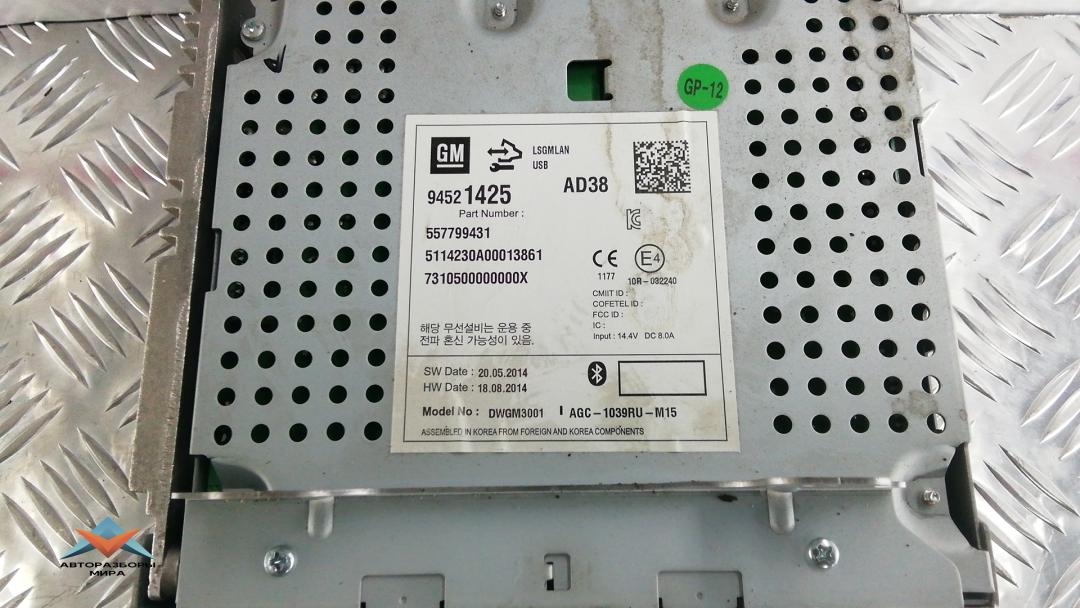 GP-12
GM
LSGMLAN
USB
94521425
AD38
Part Number :
557799431
5114230A00013861
7310500000000X
CE
1177
E4
10R-032240
CMIIT ID :
COFETEL ID :
FCC ID :
IC :
Input : 14.4V DC 8.0A
해당 무선설비는 운용 중
전파 혼신 가능성이 있음.
SW Date : 20.05.2014
HW Date : 18.08.2014
Model No : DWGM3001 I AGC-1039RU-M15
ASSEMBLED IN KOREA FROM FOREIGN AND KOREA COMPONENTS
АВТОРАЗБОРЫ
МИРА